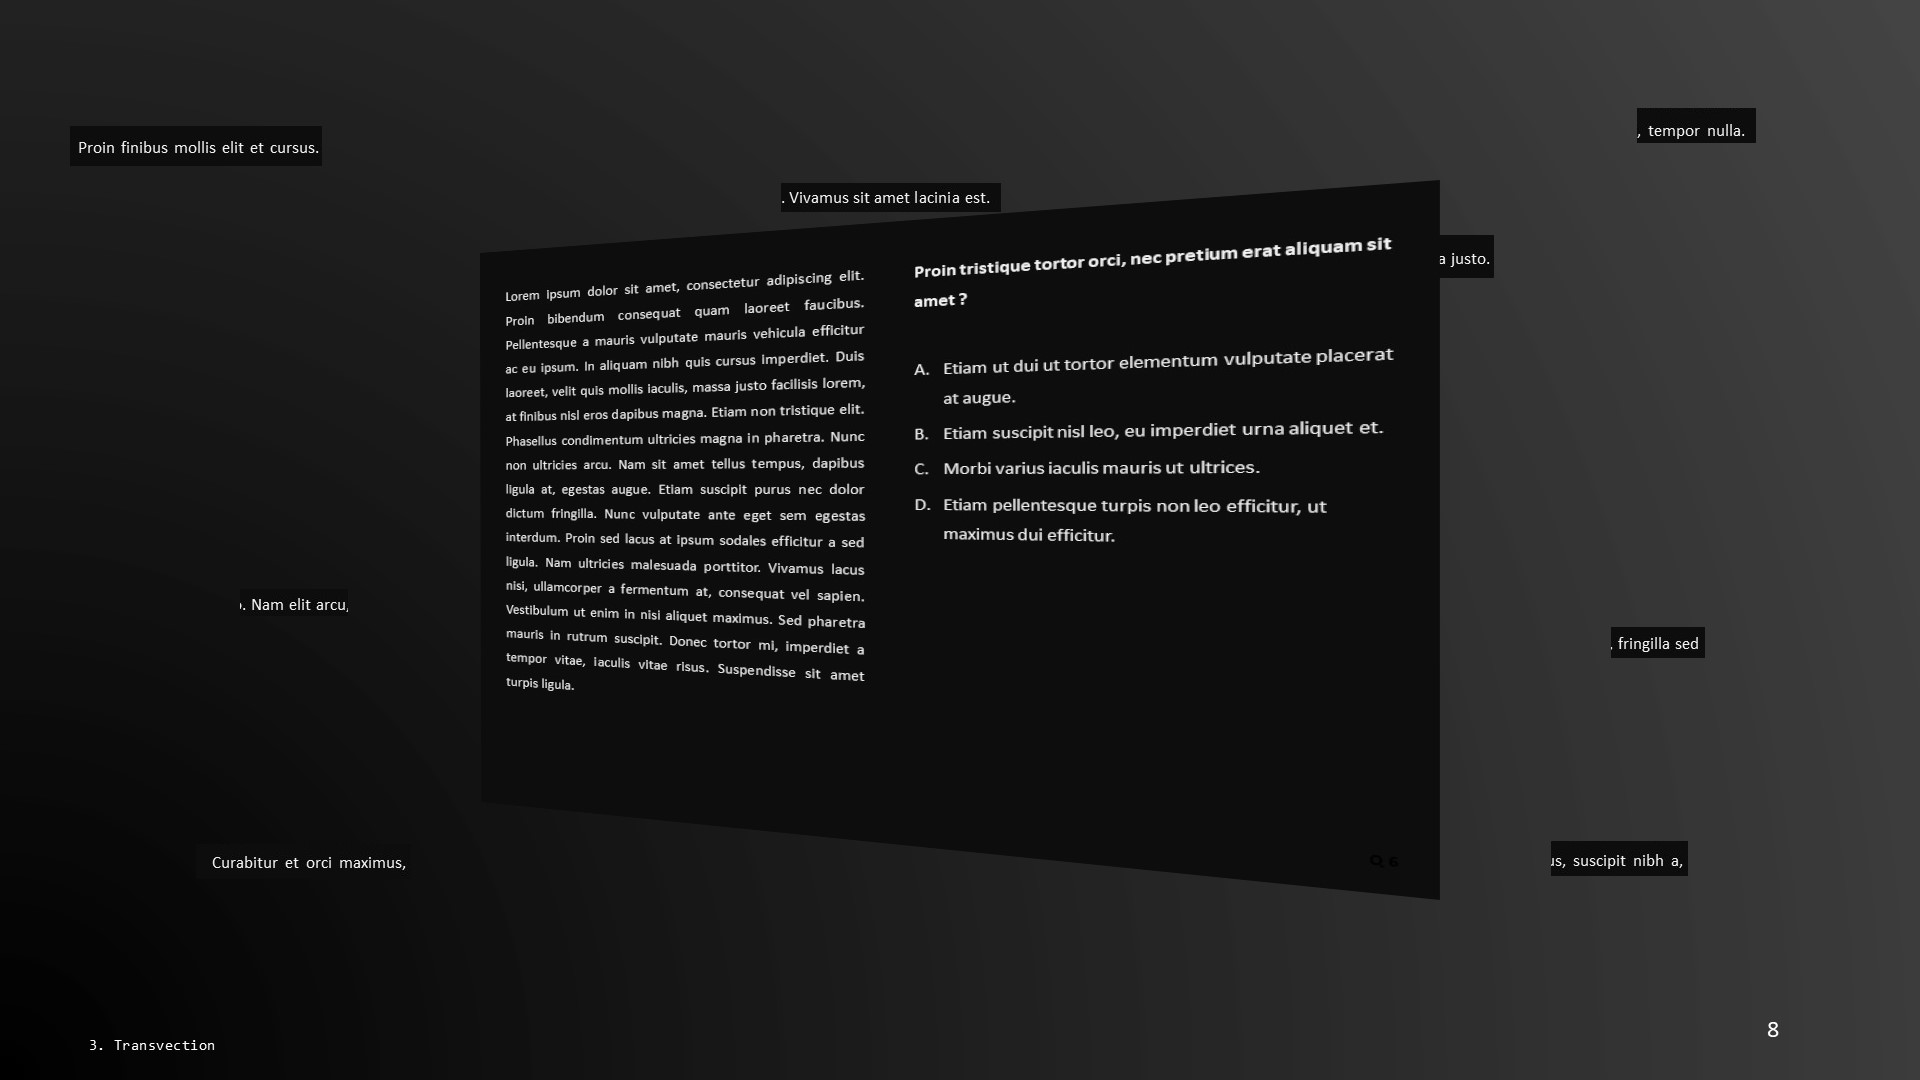 Proin finibus mollis elit et cursus.
, tempor nulla.
. Vivamus sit amet lacinia est.
a justo.
Lorem ipsum dolor sit amet, consectetur adipiscing elit.
Proin bibendum consequat quam laoreet faucibus.
Pellentesque a mauris vulputate mauris vehicula efficitur
ac eu ipsum. In aliquam nibh quis cursus imperdiet. Duis
laoreet, velit quis mollis iaculis, massa justo facilisis lorem,
at finibus nisl eros dapibus magna. Etiam non tristique elit.
Phasellus condimentum ultricies magna in pharetra. Nunc
non ultricies arcu. Nam sit amet tellus tempus, dapibus
ligula at, egestas augue. Etiam suscipit purus nec dolor
dictum fringilla. Nunc vulputate ante eget sem egestas
interdum. Proin sed lacus at ipsum sodales efficitur a sed
ligula. Nam ultricies malesuada porttitor. Vivamus lacus
nisi, ullamcorper a fermentum at, consequat vel sapien.
Vestibulum ut enim in nisi aliquet maximus. Sed pharetra
mauris in rutrum suscipit. Donec tortor mi, imperdiet a
tempor vitae, iaculis vitae risus. Suspendisse sit amet
turpis ligula.
Proin tristique tortor orci, nec pretium erat aliquam sit
amet ?
A. Etiam ut dui ut tortor elementum vulputate placerat
at augue.
B. Etiam suscipit nisl leo, eu imperdiet urna aliquet et.
C. Morbi varius iaculis mauris ut ultrices.
D. Etiam pellentesque turpis non leo efficitur, ut
maximus dui efficitur.
. Nam elit arcu,
, fringilla sed
Curabitur et orci maximus,
us, suscipit nibh a,
Q. 6
3. Transvection
8